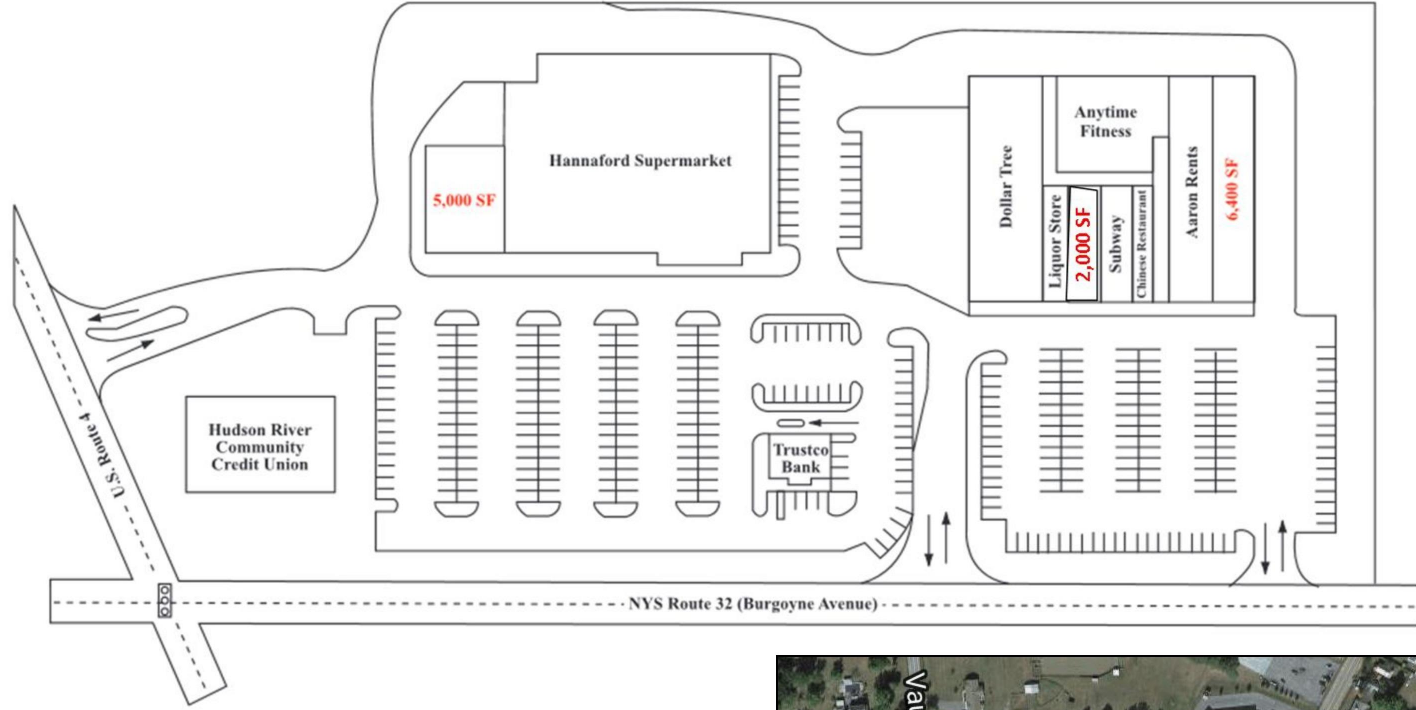 Hannaford Supermarket
5,000 SF
Dollar Tree
Anytime
Fitness
Liquor Store
2,000 SF
Subway
Chinese Restaurant
Aaron Rents
6,400 SF
U.S. Route 4
Hudson River
Community
Credit Union
Trustco
Bank
NYS Route 32 (Burgoyne Avenue)